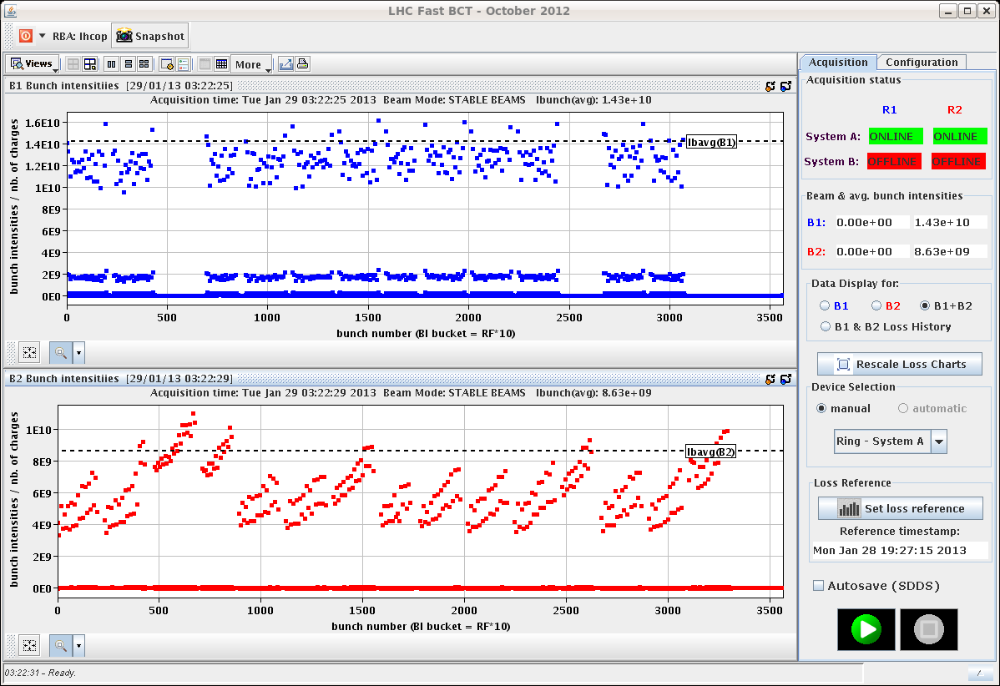 LHC Fast BCT - October 2012
RBA: lhcop Snapshot
Views More
B1 Bunch intensitiies [29/01/13 03:22:25]
Acquisition time: Tue Jan 29 03:22:25 2013 Beam Mode: STABLE BEAMS Ibunch(avg): 1.43e+10
bunch intensities / nb. of charges
1.6E10
1.4E10
1.2E10
1E10
8E9
6E9
4E9
2E9
0E0
Ibavg(B1)
0 500 1000 1500 2000 2500 3000 3500
bunch number (BI bucket = RF*10)
B2 Bunch intensitiies [29/01/13 03:22:29]
Acquisition time: Tue Jan 29 03:22:29 2013 Beam Mode: STABLE BEAMS Ibunch(avg): 8.63e+09
bunch intensities / nb. of charges
1E10
8E9
6E9
4E9
2E9
0E0
Ibavg(B2)
0 500 1000 1500 2000 2500 3000 3500
bunch number (BI bucket = RF*10)
03:22:31 - Ready.
Acquisition Configuration
Acquisition status
R1 R2
System A: ONLINE ONLINE
System B: OFFLINE OFFLINE
Beam & avg. bunch intensities
B1: 0.00e+00 1.43e+10
B2: 0.00e+00 8.63e+09
Data Display for:
B1 B2 B1+B2
B1 & B2 Loss History
Rescale Loss Charts
Device Selection
manual automatic
Ring - System A
Loss Reference
Set loss reference
Reference timestamp:
Mon Jan 28 19:27:15 2013
Autosave (SDDS)